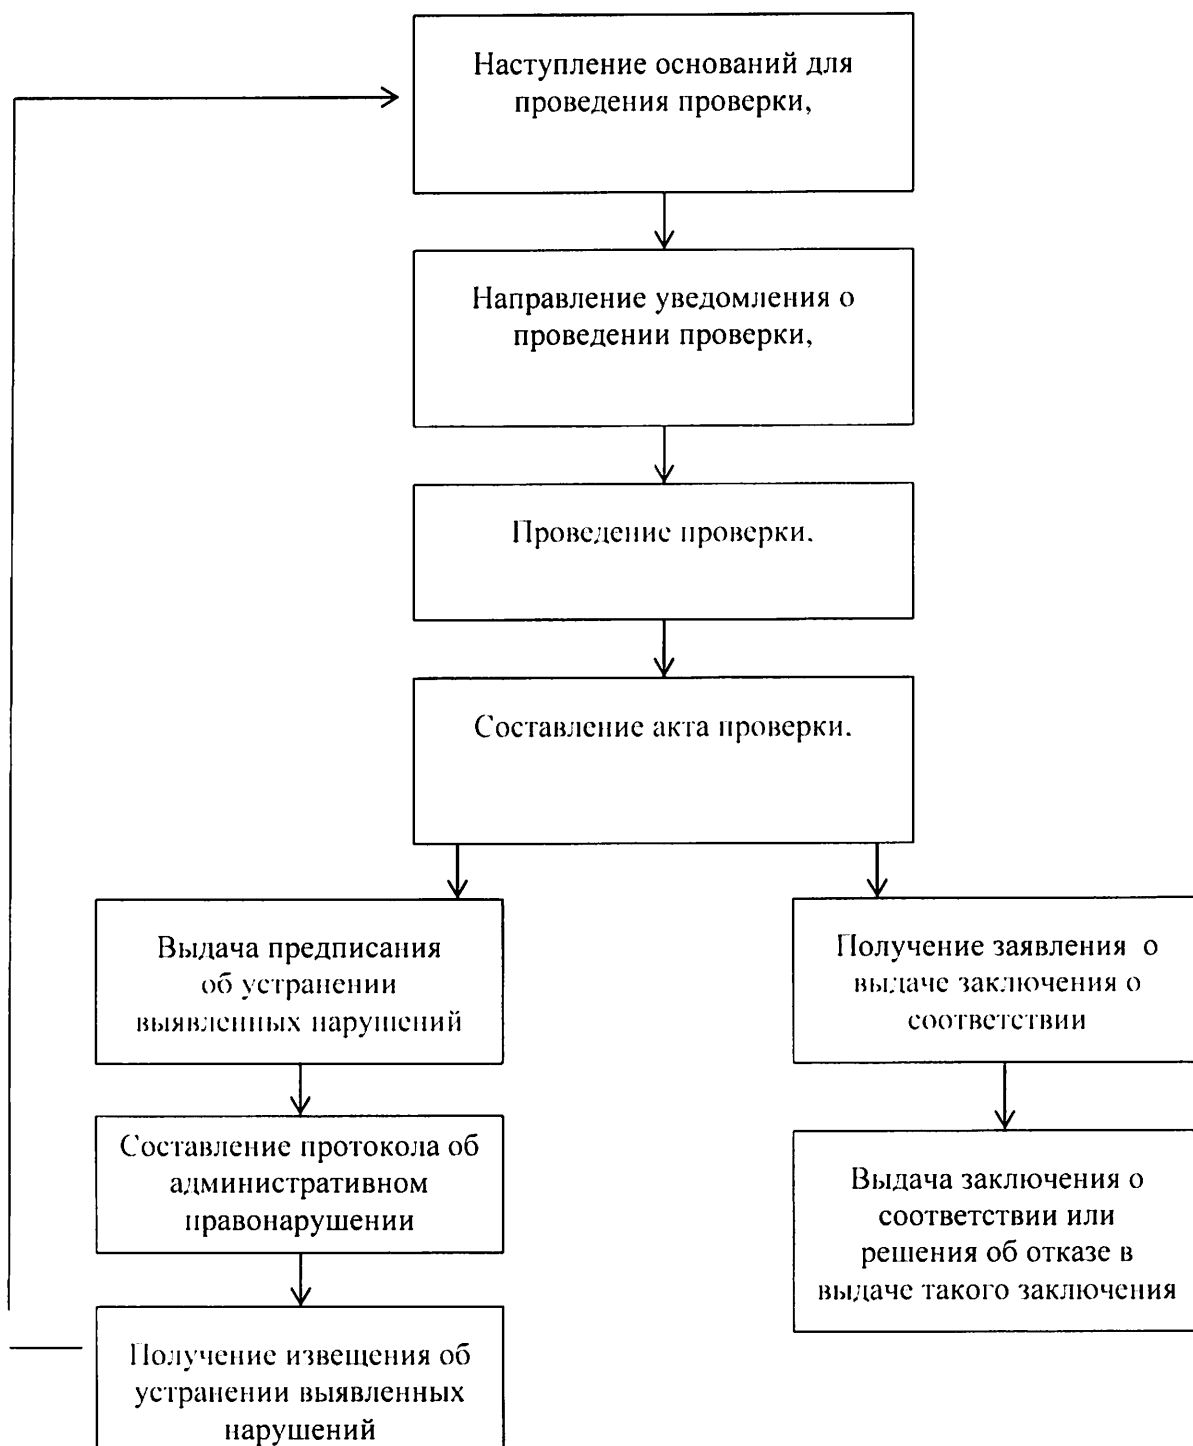 Наступление оснований для
проведения проверки,
Направление уведомления о
проведении проверки,
Проведение проверки.
Составление акта проверки.
Выдача предписания
об устранении
выявленных нарушений
Составление протокола об
административном
правонарушении
Получение извещения об
устранении выявленных
нарушений
Получение заявления о
выдаче заключения о
соответствии
Выдача заключения о
соответствии или
решения об отказе в
выдаче такого заключения